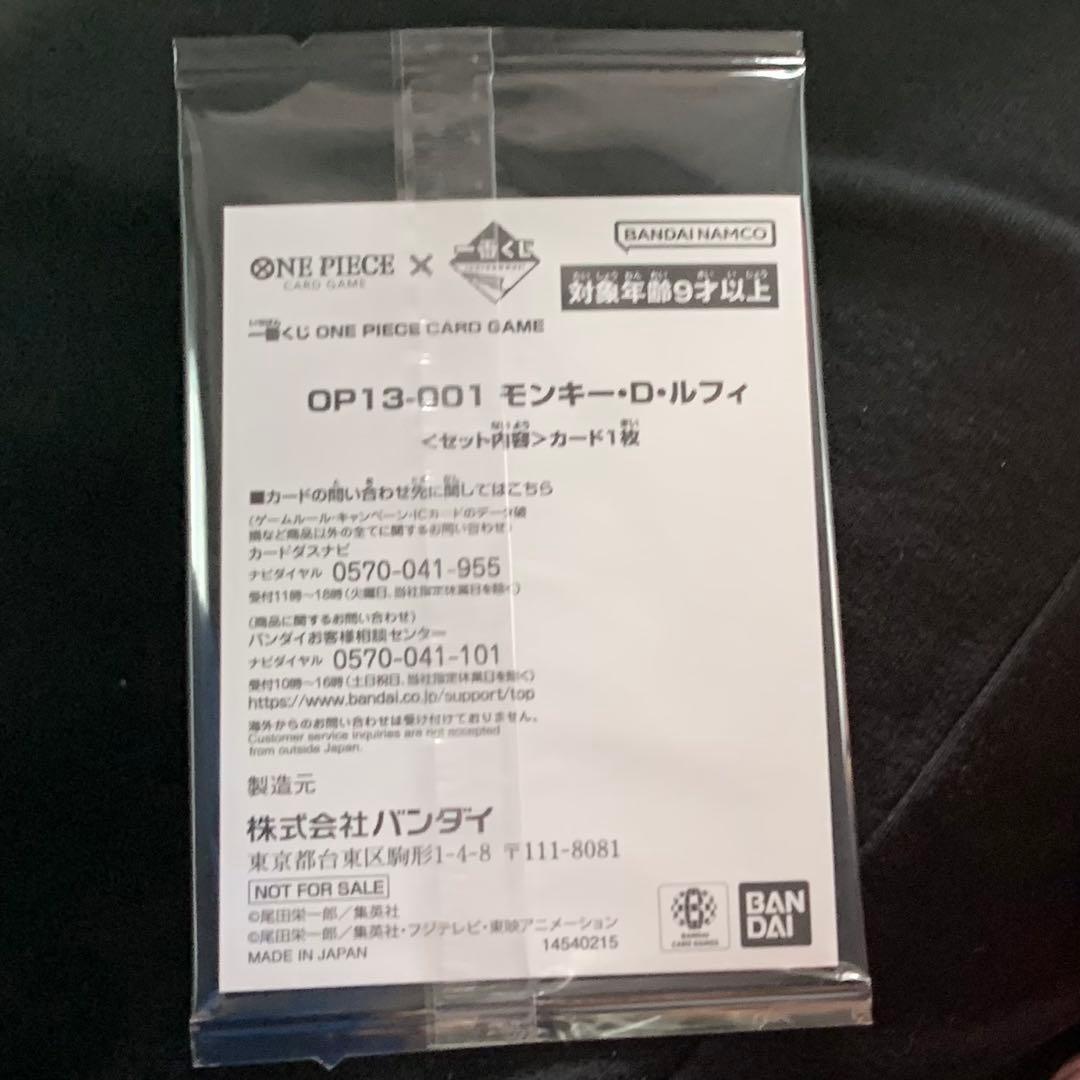 ONE PIECE CARD GAME × 一番くじ
BANDAI NAMCO
対象年齢9才以上
一番くじ ONE PIECE CARD GAME
OP13-001 モンキー・D・ルフィ
<セット内容>カード1枚
■カードの問い合わせ先に関してはこちら
(ゲームルール・キャンペーン・ICカードのデータ破
損など商品以外の全てに関するお問い合わせ)
カードダスナビ
ナビダイヤル 0570-041-955
受付11時~18時(火曜日、当社指定休業日を除く)
(商品に関するお問い合わせ)
バンダイお客様相談センター
ナビダイヤル 0570-041-101
受付10時~16時(土日祝日、当社指定休業日を除く)
https://www.bandai.co.jp/support/top
海外からのお問い合わせは受け付けておりません。
Customer service inquiries are not accepted
from outside Japan.
製造元
株式会社バンダイ
東京都台東区駒形1-4-8 〒111-8081
NOT FOR SALE
©尾田栄一郎/集英社
©尾田栄一郎/集英社・フジテレビ・東映アニメーション
MADE IN JAPAN
14540215
BANDAI
CARD GAMES
BAN
DAI